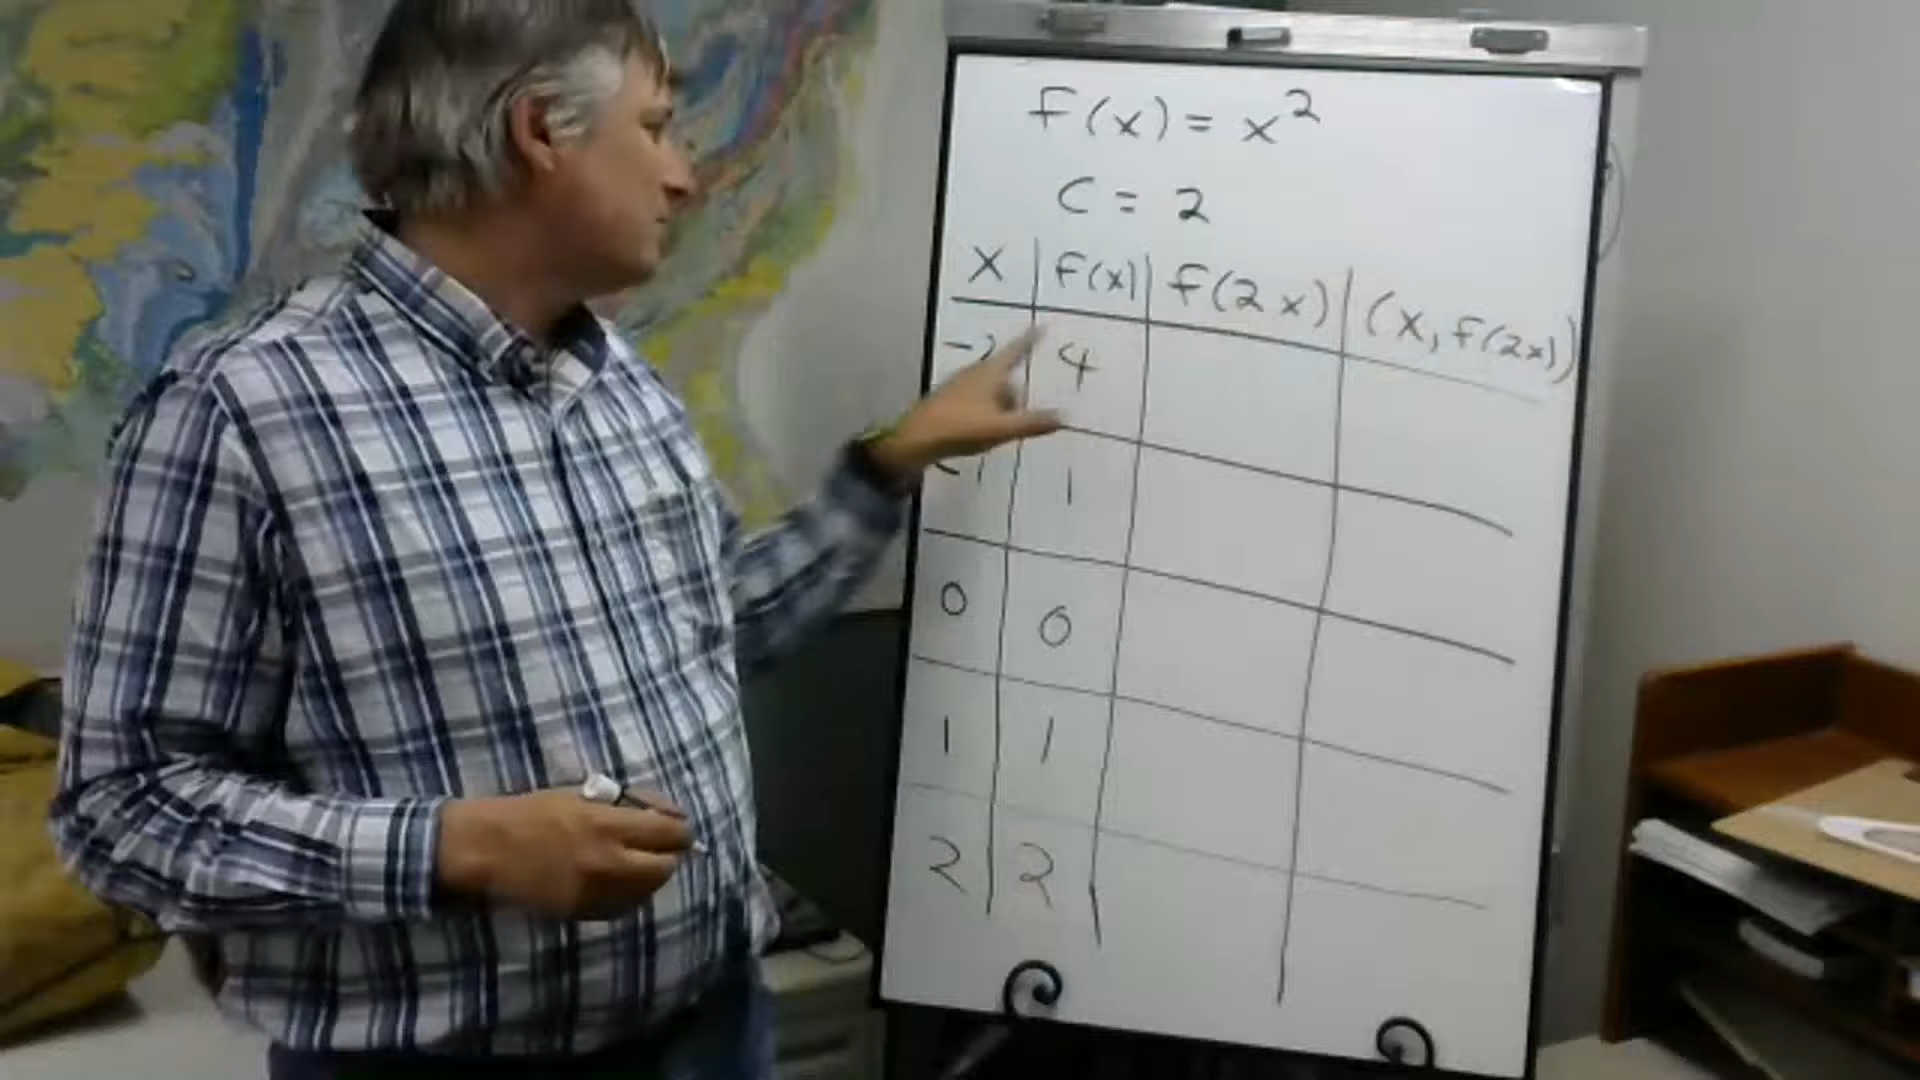 f(x) = x²
C = 2
x f(x) f(2x) (x, f(2x))
-2 4
-1 1
0 0
1 1
2 2